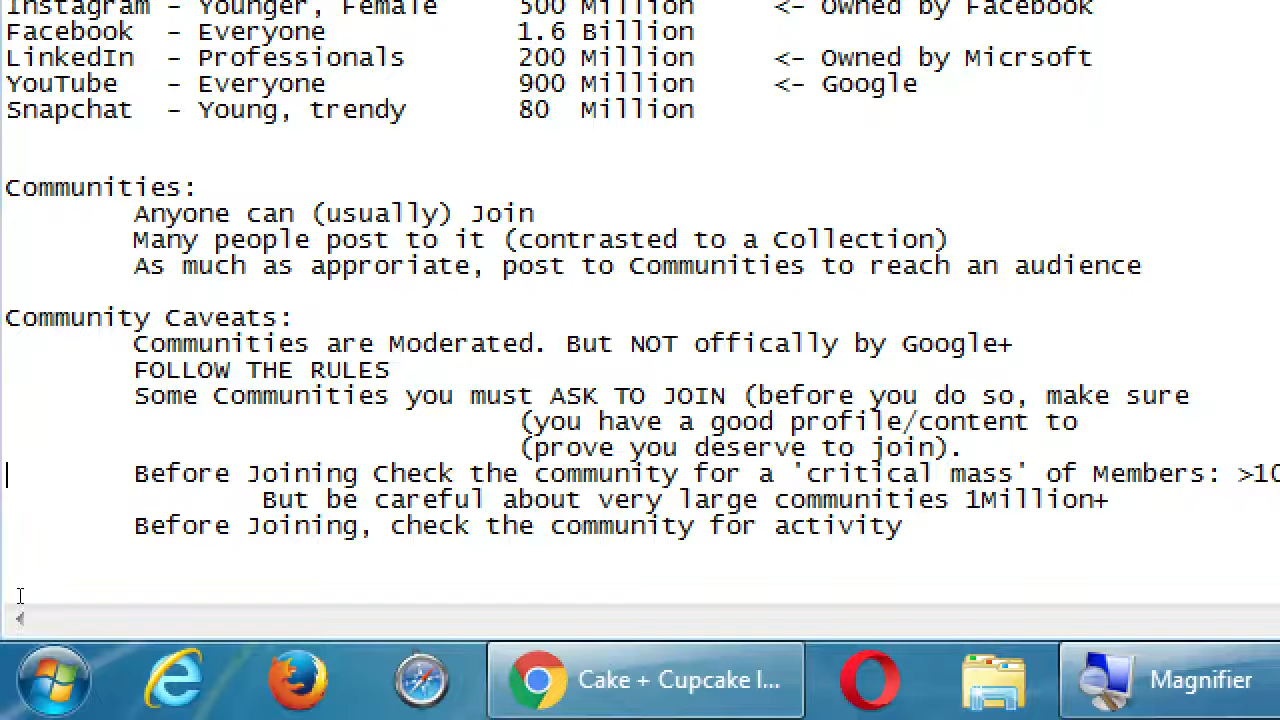 Instagram - Younger, Female 500 Million <- Owned by Facebook
Facebook - Everyone 1.6 Billion
LinkedIn - Professionals 200 Million <- Owned by Micrsoft
YouTube - Everyone 900 Million <- Google
Snapchat - Young, trendy 80 Million
Communities:
Anyone can (usually) Join
Many people post to it (contrasted to a Collection)
As much as approriate, post to Communities to reach an audience
Community Caveats:
Communities are Moderated. But NOT offically by Google+
FOLLOW THE RULES
Some Communities you must ASK TO JOIN (before you do so, make sure
(you have a good profile/content to
(prove you deserve to join).
Before Joining Check the community for a 'critical mass' of Members: >10
But be careful about very large communities 1Million+
Before Joining, check the community for activity
Cake + Cupcake I...
Magnifier